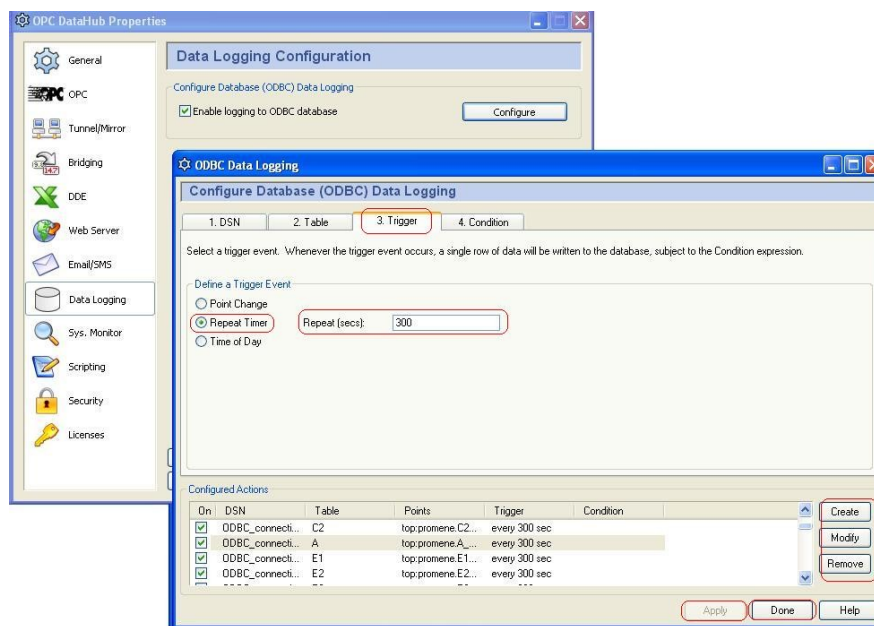 OPC DataHub Properties
General
OPC
Tunnel/Mirror
Bridging
DDE
Web Server
Email/SMS
Data Logging
Sys. Monitor
Scripting
Security
Licenses
Data Logging Configuration
Configure Database (ODBC) Data Logging
Enable logging to ODBC database
Configure
ODBC Data Logging
Configure Database (ODBC) Data Logging
1. DSN 2. Table 3. Trigger 4. Condition
Select a trigger event. Whenever the trigger event occurs, a single row of data will be written to the database, subject to the Condition expression.
Define a Trigger Event
Point Change
Repeat Timer Repeat (secs): 300
Time of Day
Configured Actions
On DSN Table Points Trigger Condition
ODBC_connecti... C2 top:promene.C2... every 300 sec
ODBC_connecti... A top:promene.A_... every 300 sec
ODBC_connecti... E1 top:promene.E1... every 300 sec
ODBC_connecti... E2 top:promene.E2... every 300 sec
Create
Modify
Remove
Apply Done Help